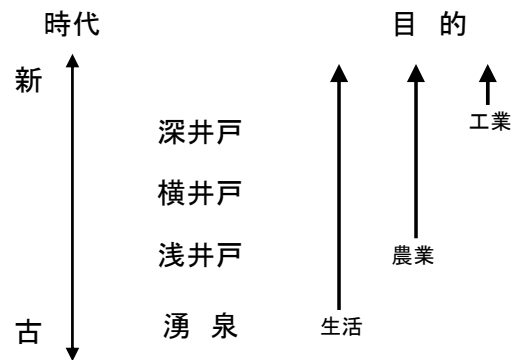 時代
目 的
新
工業
深井戸
横井戸
浅井戸
農業
古
湧 泉
生活